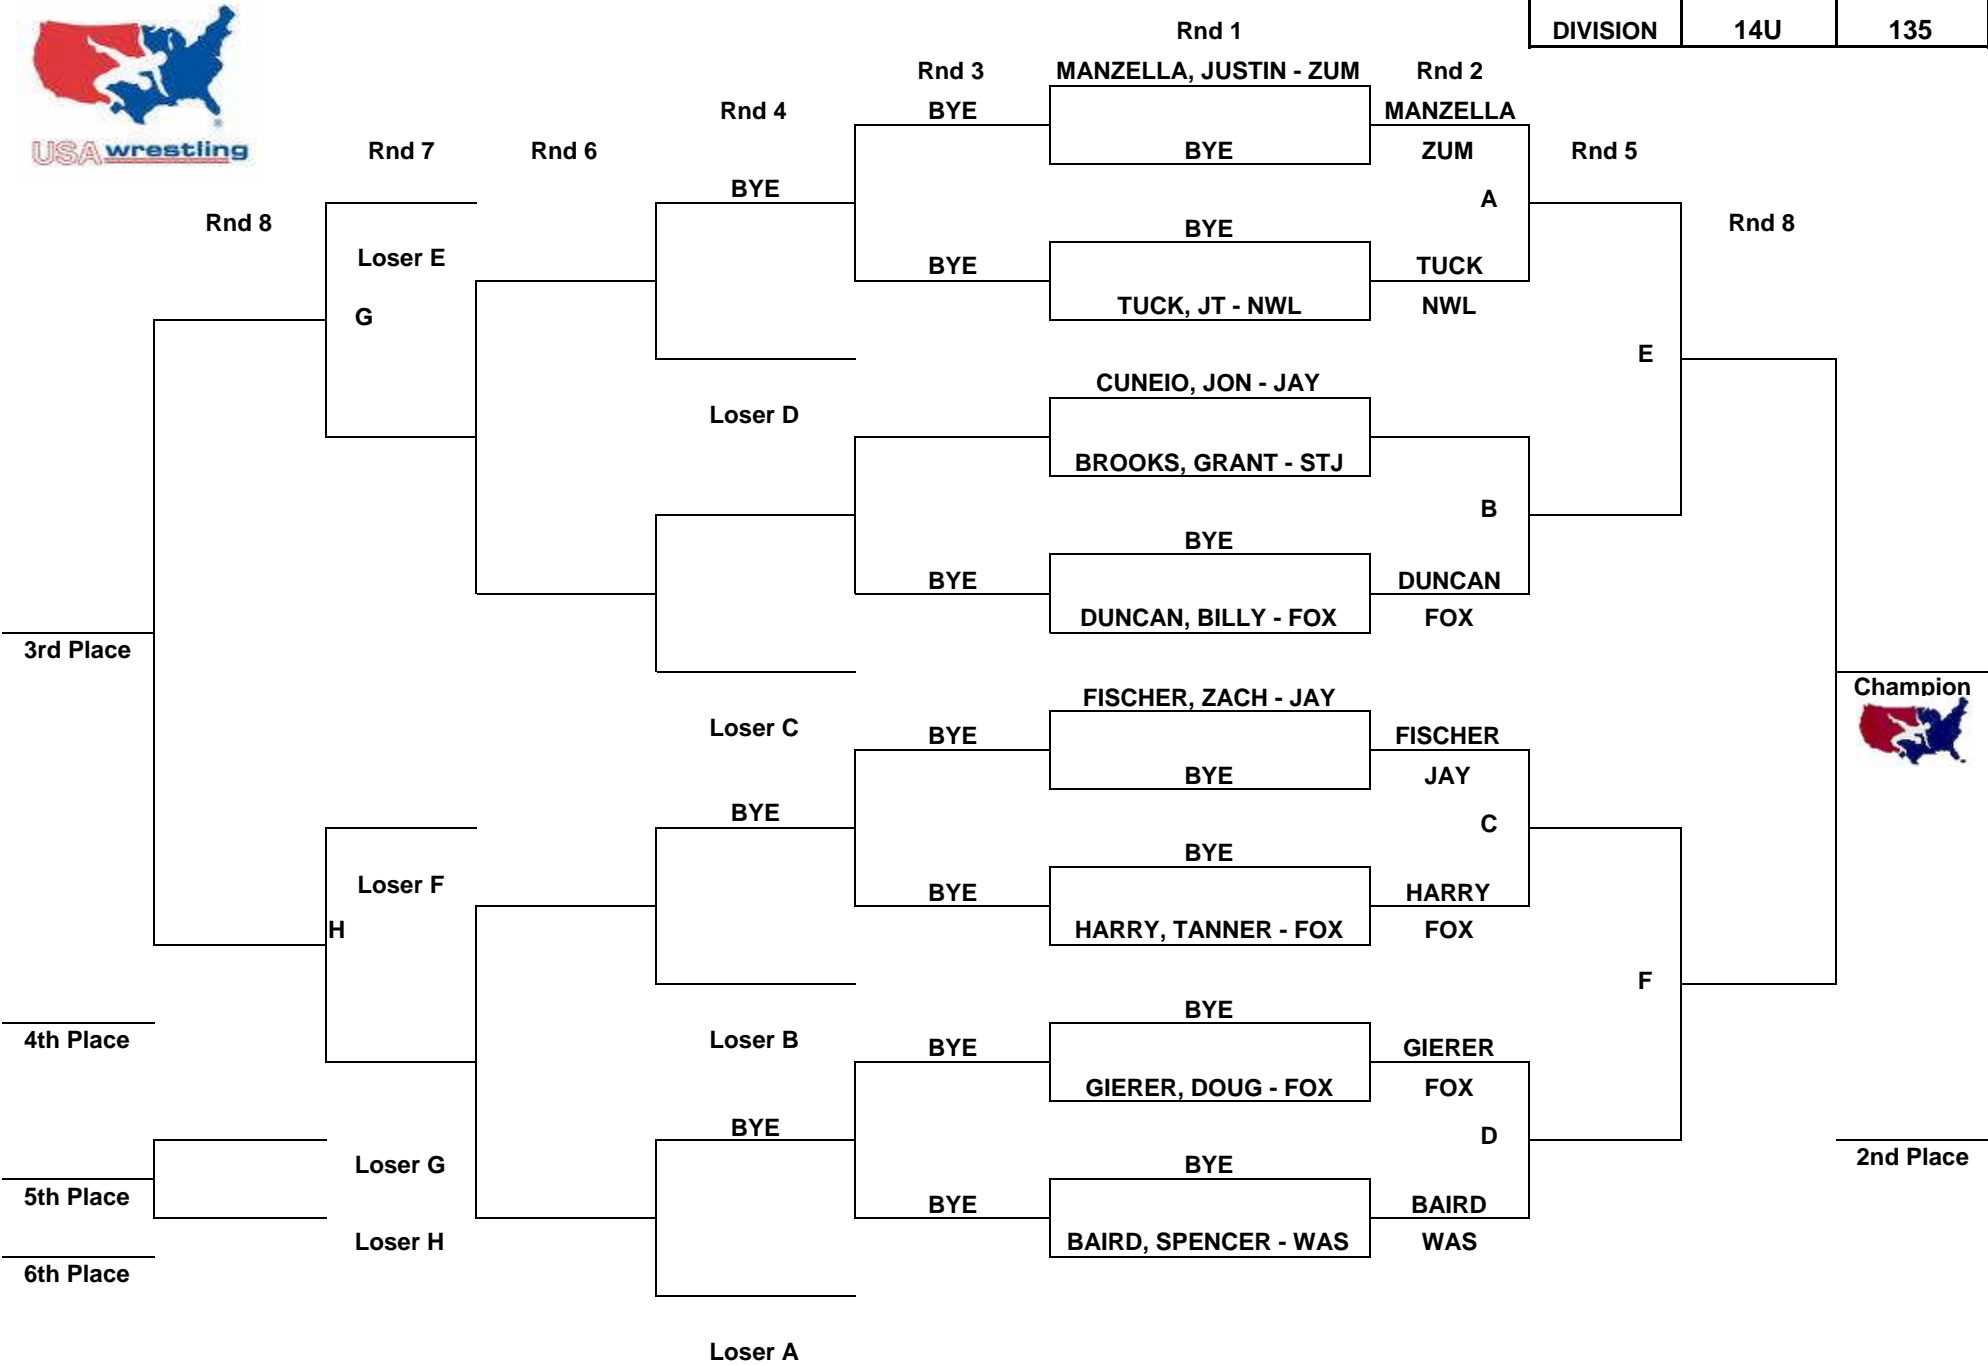 Rnd 1
DIVISION 14U 135
Rnd 3 MANZELLA, JUSTIN - ZUM Rnd 2
Rnd 4 BYE MANZELLA
USA wrestling Rnd 7 Rnd 6 BYE ZUM Rnd 5
BYE A
Rnd 8 BYE Rnd 8
Loser E BYE TUCK
G TUCK, JT - NWL NWL
E
CUNEIO, JON - JAY
Loser D
BROOKS, GRANT - STJ
B
BYE
BYE DUNCAN
DUNCAN, BILLY - FOX FOX
3rd Place
FISCHER, ZACH - JAY Champion
Loser C BYE FISCHER
BYE JAY
BYE C
BYE
Loser F BYE HARRY
H HARRY, TANNER - FOX FOX
F
BYE
4th Place Loser B BYE GIERER
GIERER, DOUG - FOX FOX
BYE D
Loser G BYE 2nd Place
5th Place BYE BAIRD
Loser H BAIRD, SPENCER - WAS WAS
6th Place
Loser A